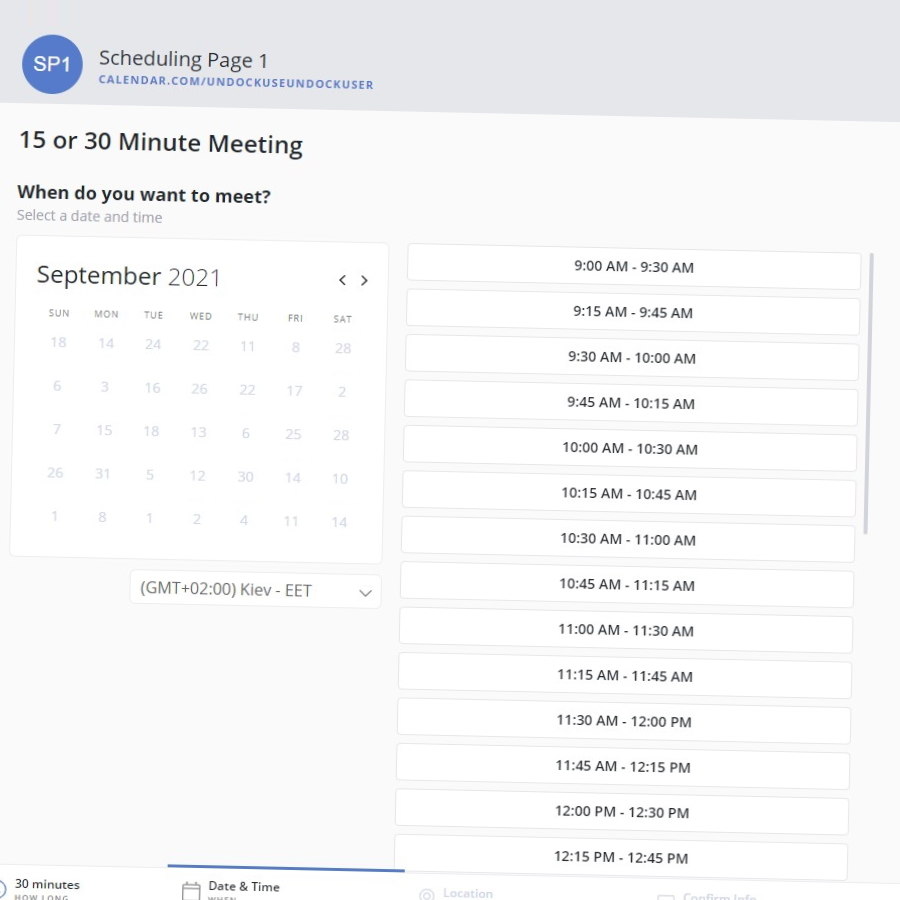 SP1
Scheduling Page 1
CALENDAR.COM/UNDOCKUSEUNDOCKUSER
15 or 30 Minute Meeting
When do you want to meet?
Select a date and time
September 2021
SUN MON TUE WED THU FRI SAT
18 14 24 22 11 8 28
6 3 16 26 22 17 2
7 15 18 13 6 25 28
26 31 5 12 30 14 10
1 8 1 2 4 11 14
(GMT+02:00) Kiev - EET
9:00 AM - 9:30 AM
9:15 AM - 9:45 AM
9:30 AM - 10:00 AM
9:45 AM - 10:15 AM
10:00 AM - 10:30 AM
10:15 AM - 10:45 AM
10:30 AM - 11:00 AM
10:45 AM - 11:15 AM
11:00 AM - 11:30 AM
11:15 AM - 11:45 AM
11:30 AM - 12:00 PM
11:45 AM - 12:15 PM
12:00 PM - 12:30 PM
12:15 PM - 12:45 PM
30 minutes
HOW LONG
Date & Time
WHEN
Location
Confirm Info